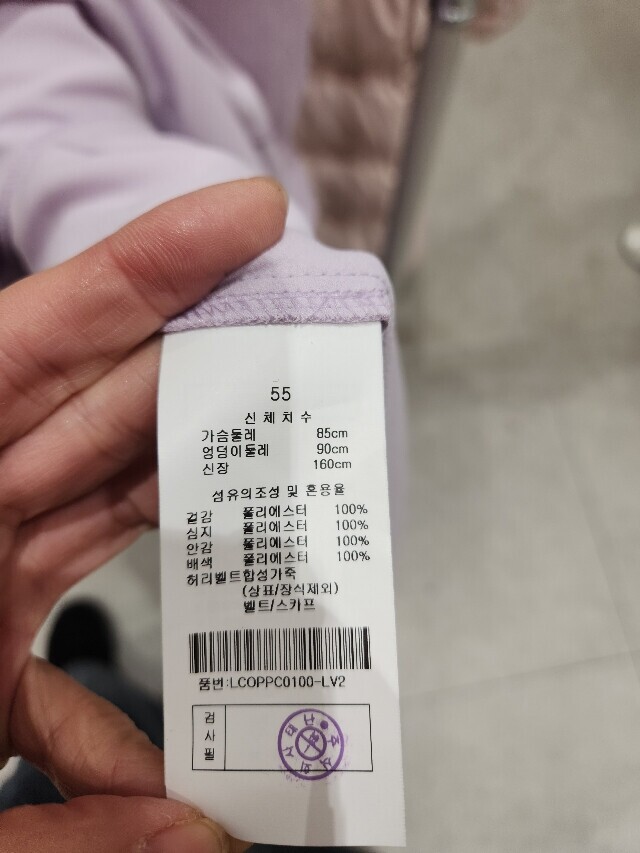 55
신체치수
가슴둘레 85cm
엉덩이둘레 90cm
신장 160cm
섬유의조성 및 혼용율
겉감 폴리에스터 100%
심지 폴리에스터 100%
안감 폴리에스터 100%
배색 폴리에스터 100%
허리벨트합성가죽
(상표/장식제외)
벨트/스카프
품번:LCOPPC0100-LV2
검사필